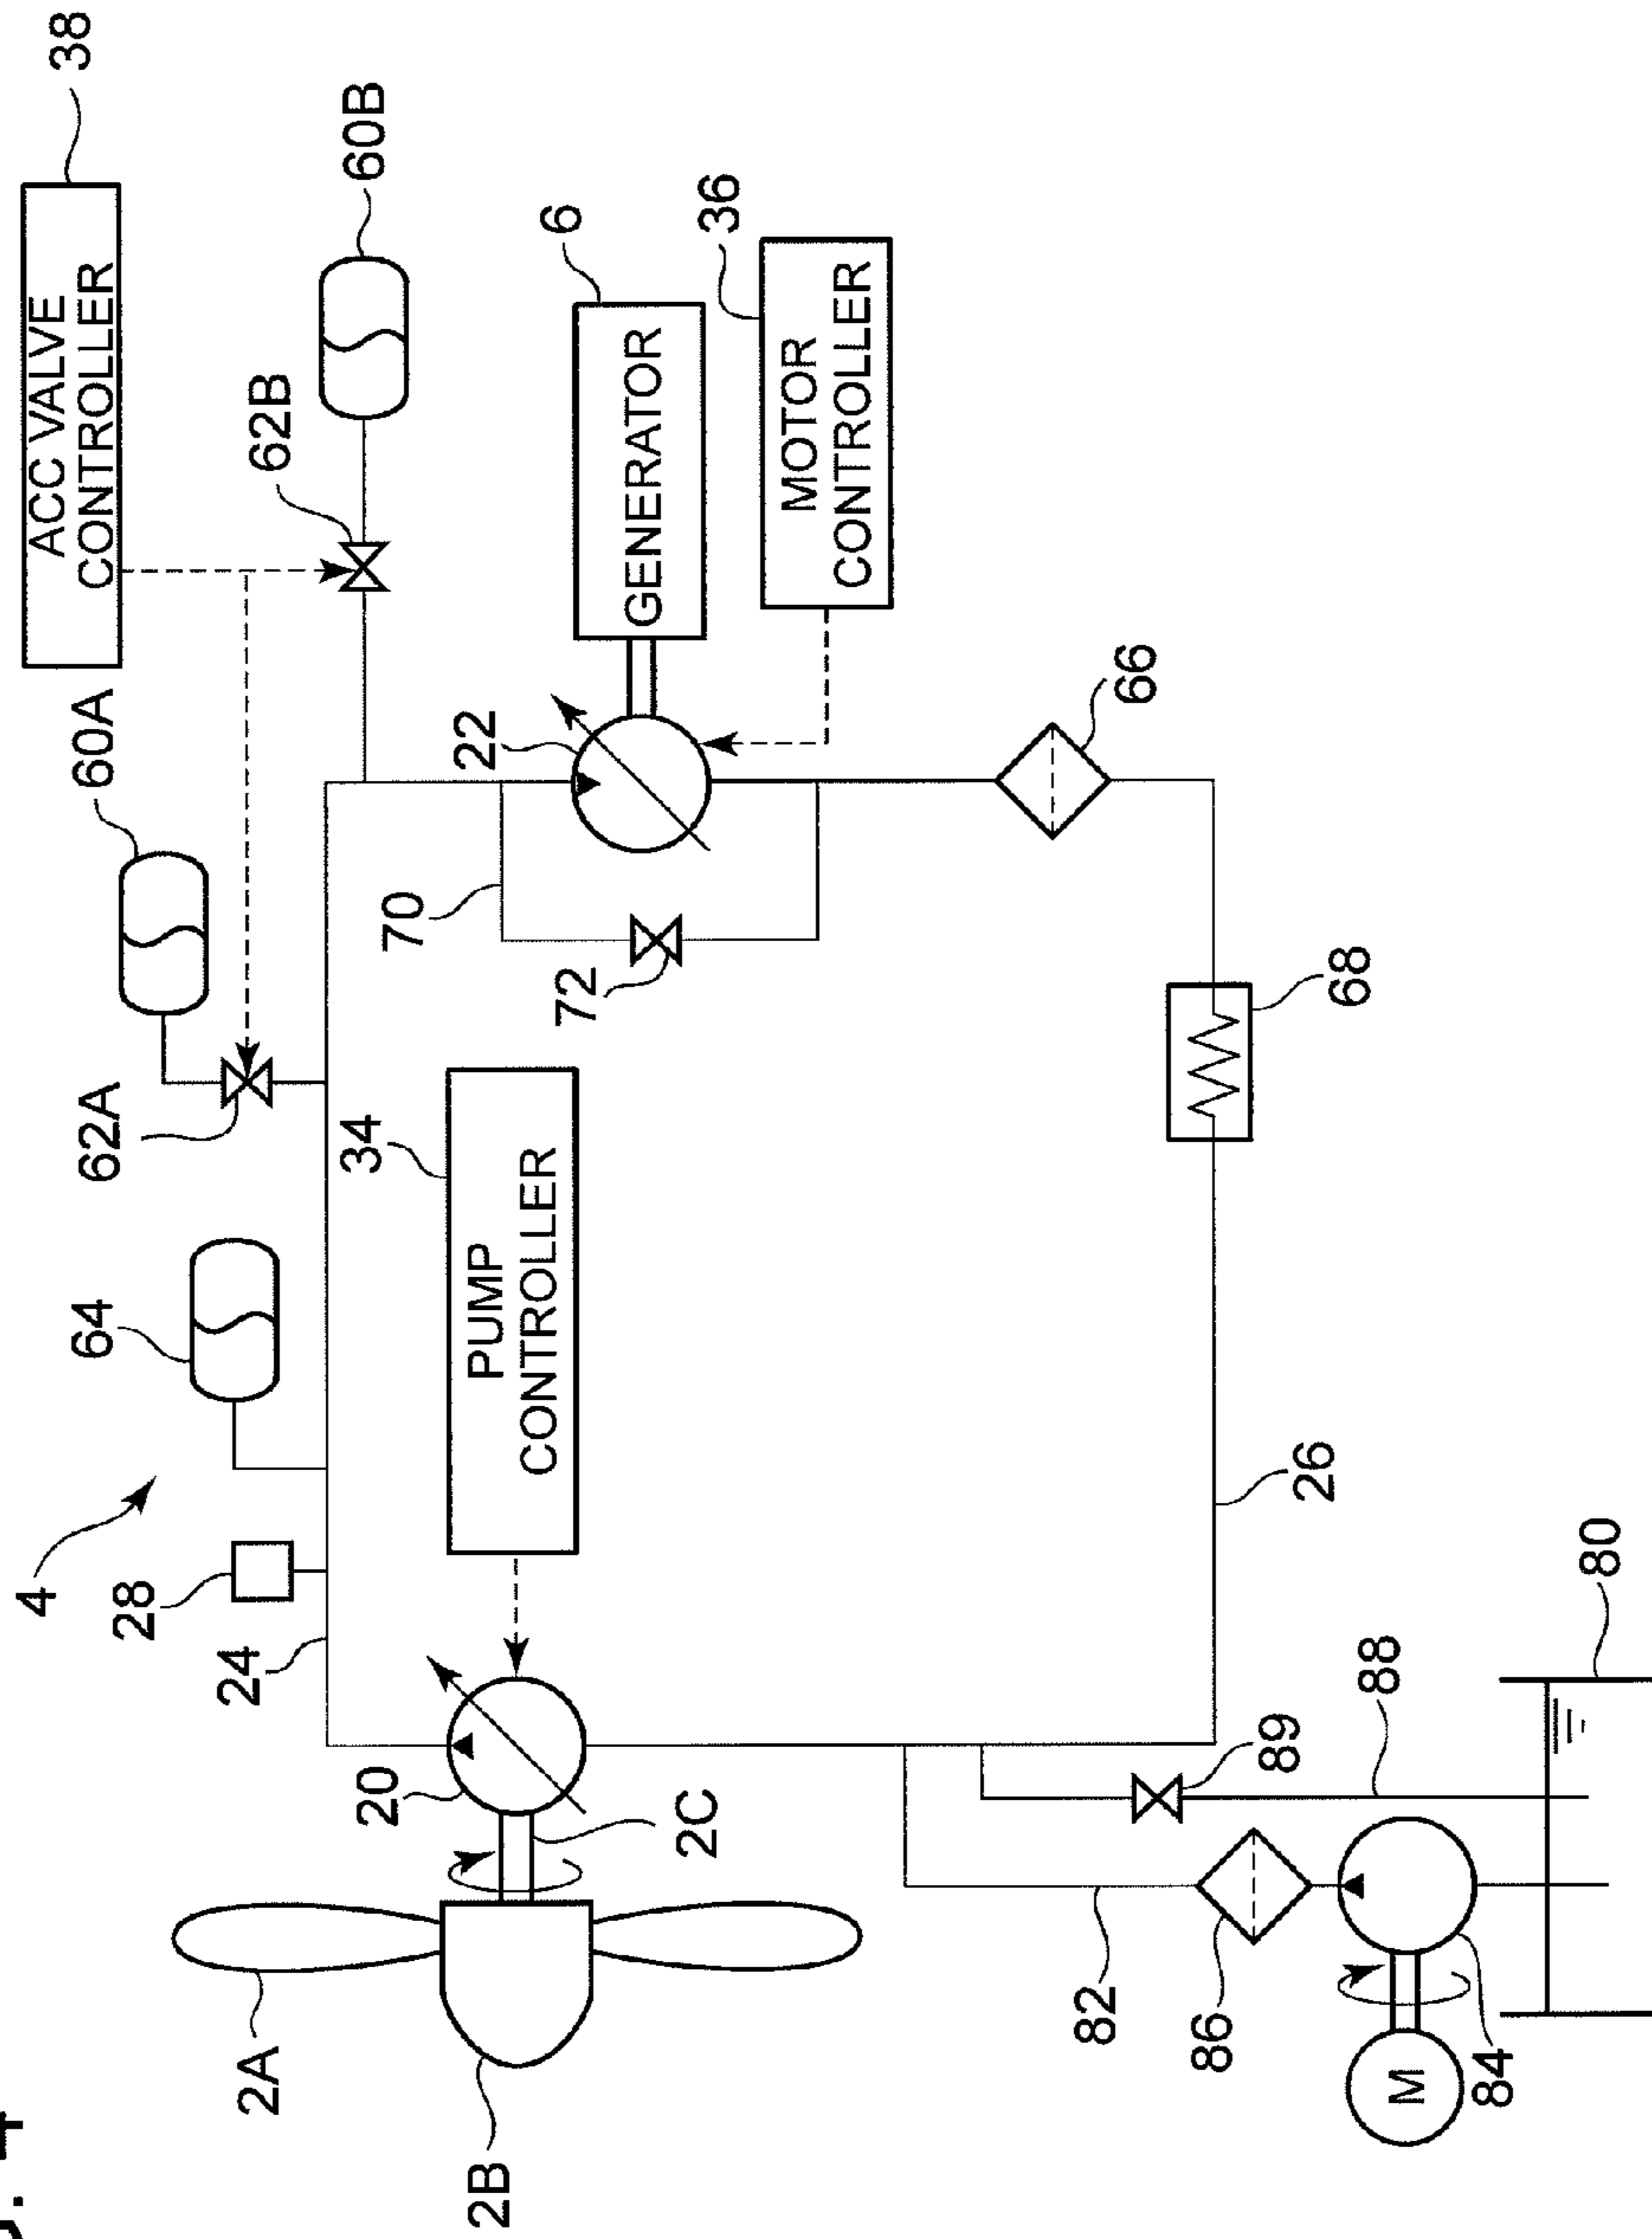 38
ACC VALVE
CONTROLLER
60B
62B
6
GENERATOR
36
MOTOR
CONTROLLER
60A
22
66
70
72
62A
68
64
34
PUMP
CONTROLLER
4
28
24
26
20
2C
80
88
89
2A
2B
82
86
84
M